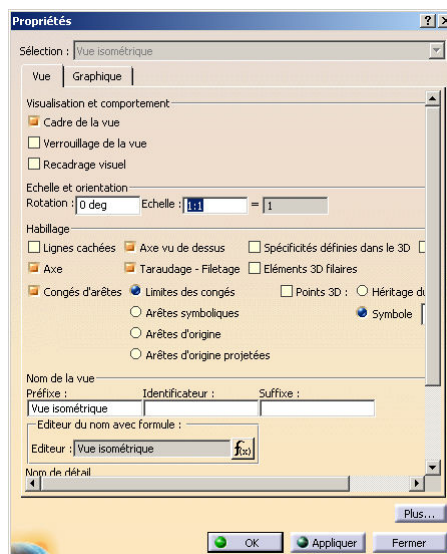 Propriétés
Sélection : Vue isométrique
Vue Graphique
Visualisation et comportement
Cadre de la vue
Verrouillage de la vue
Recadrage visuel
Echelle et orientation
Rotation : 0 deg Echelle : 1:1 = 1
Habillage
Lignes cachées Axe vu de dessus Spécificités définies dans le 3D
Axe Taraudage - Filetage Eléments 3D filaires
Congés d'arêtes Limites des congés Points 3D : Héritage du
Arêtes symboliques Symbole
Arêtes d'origine
Arêtes d'origine projetées
Nom de la vue
Préfixe : Identificateur : Suffixe :
Vue isométrique
Editeur du nom avec formule :
Editeur : Vue isométrique f(x)
Nom de détail
Plus...
OK Appliquer Fermer